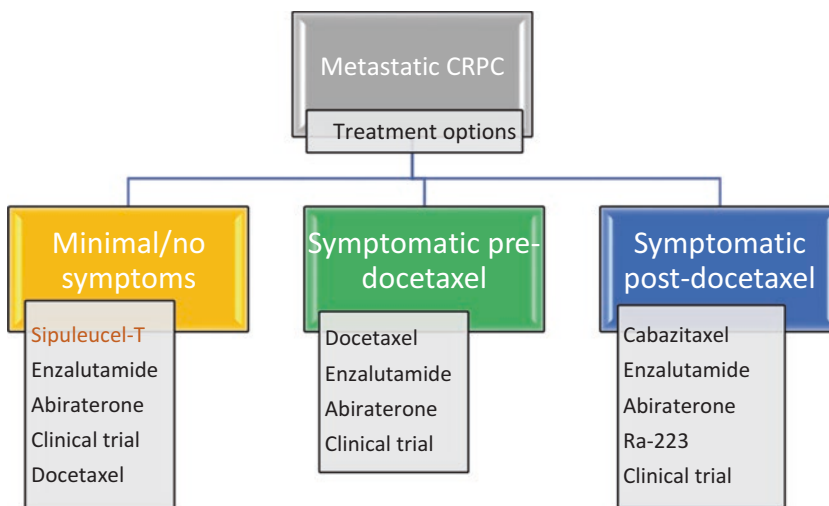 Metastatic CRPC
Treatment options
Minimal/no
symptoms
Sipuleucel-T
Enzalutamide
Abiraterone
Clinical trial
Docetaxel
Symptomatic pre-
docetaxel
Docetaxel
Enzalutamide
Abiraterone
Clinical trial
Symptomatic
post-docetaxel
Cabazitaxel
Enzalutamide
Abiraterone
Ra-223
Clinical trial